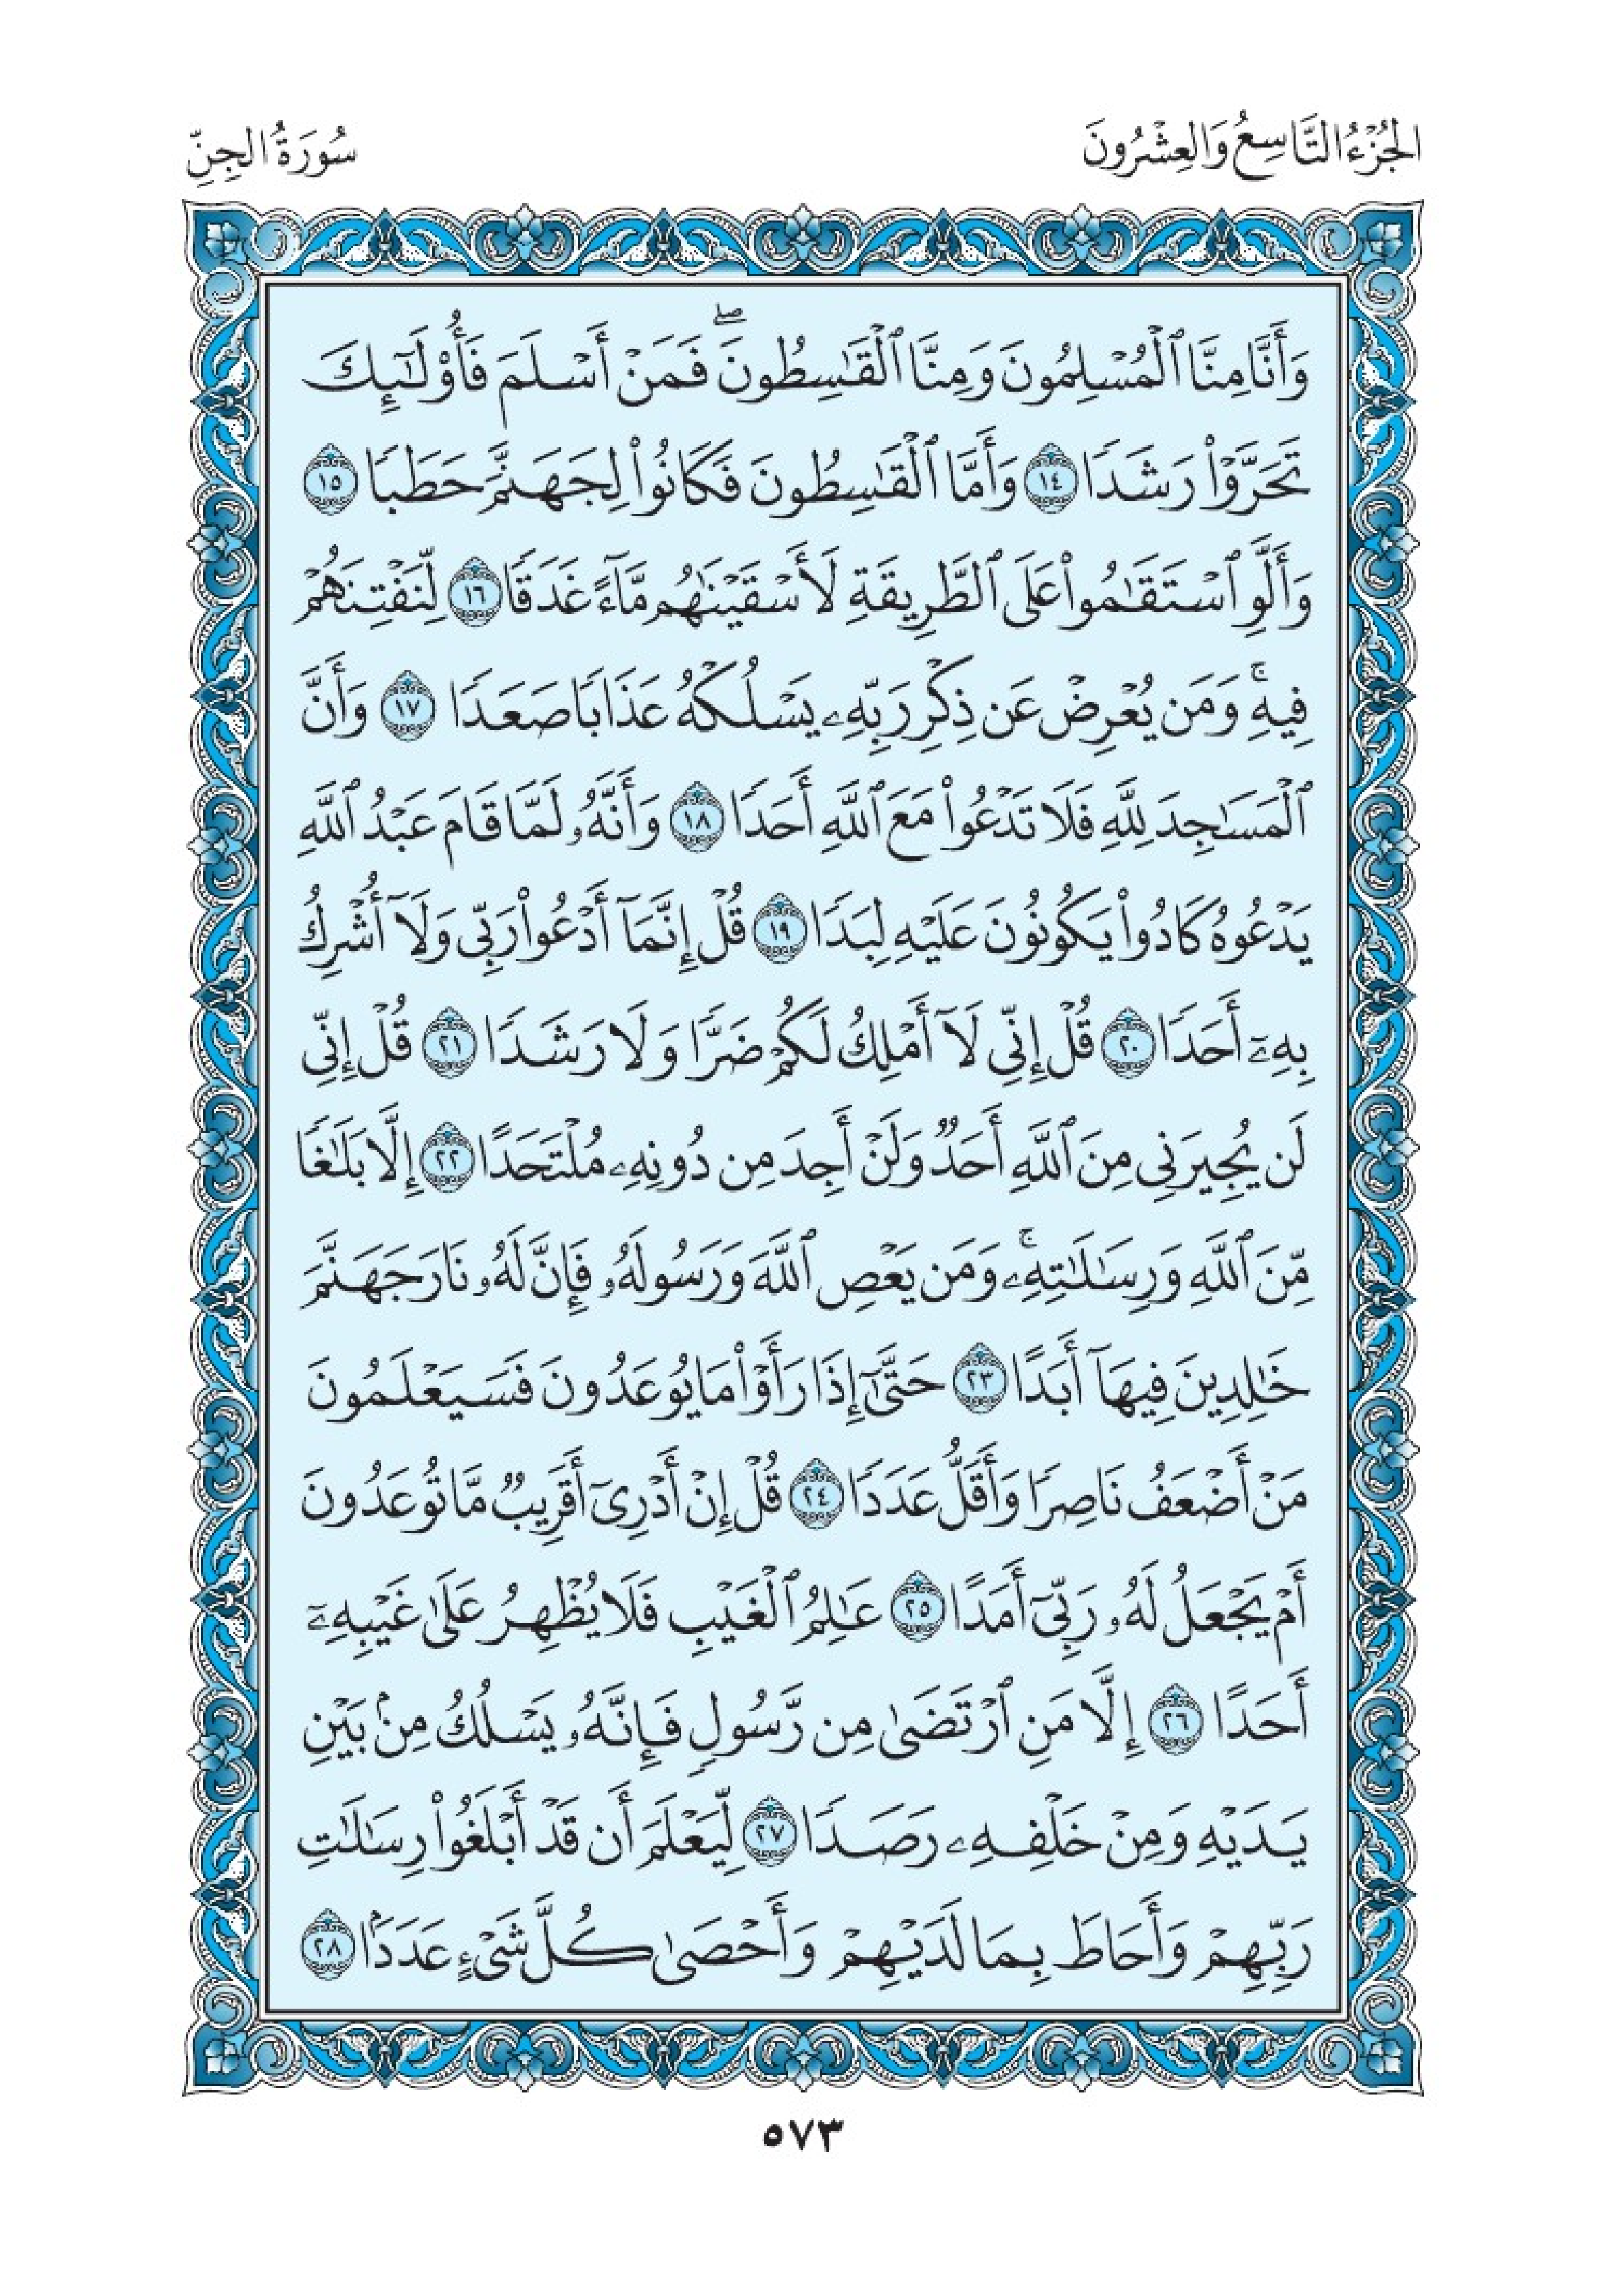 الجُزْءُ التَّاسِعُ وَالعِشْرُونَ
سُورَةُ الجِنِّ
وَأَنَّا مِنَّا ٱلْمُسْلِمُونَ وَمِنَّا ٱلْقَٰسِطُونَۖ فَمَنْ أَسْلَمَ فَأُو۟لَٰٓئِكَ
تَحَرَّوْا۟ رَشَدًا ١٤ وَأَمَّا ٱلْقَٰسِطُونَ فَكَانُوا۟ لِجَهَنَّمَ حَطَبًا ١٥
وَأَلَّوِ ٱسْتَقَٰمُوا۟ عَلَى ٱلطَّرِيقَةِ لَأَسْقَيْنَٰهُم مَّآءً غَدَقًا ١٦ لِّنَفْتِنَهُمْ
فِيهِۚ وَمَن يُعْرِضْ عَن ذِكْرِ رَبِّهِۦ يَسْلُكْهُ عَذَابًا صَعَدًا ١٧ وَأَنَّ
ٱلْمَسَٰجِدَ لِلَّهِ فَلَا تَدْعُوا۟ مَعَ ٱللَّهِ أَحَدًا ١٨ وَأَنَّهُۥ لَمَّا قَامَ عَبْدُ ٱللَّهِ
يَدْعُوهُ كَادُوا۟ يَكُونُونَ عَلَيْهِ لِبَدًا ١٩ قُلْ إِنَّمَآ أَدْعُوا۟ رَبِّى وَلَآ أُشْرِكُ
بِهِۦٓ أَحَدًا ٢٠ قُلْ إِنِّى لَآ أَمْلِكُ لَكُمْ ضَرًّا وَلَا رَشَدًا ٢١ قُلْ إِنِّى
لَن يُجِيرَنِى مِنَ ٱللَّهِ أَحَدٌ وَلَنْ أَجِدَ مِن دُونِهِۦ مُلْتَحَدًا ٢٢ إِلَّا بَلَٰغًا
مِّنَ ٱللَّهِ وَرِسَٰلَٰتِهِۦۚ وَمَن يَعْصِ ٱللَّهَ وَرَسُولَهُۥ فَإِنَّ لَهُۥ نَارَ جَهَنَّمَ
خَٰلِدِينَ فِيهَآ أَبَدًا ٢٣ حَتَّىٰٓ إِذَا رَأَوْا۟ مَا يُوعَدُونَ فَسَيَعْلَمُونَ
مَنْ أَضْعَفُ نَاصِرًا وَأَقَلُّ عَدَدًا ٢٤ قُلْ إِنْ أَدْرِىٓ أَقَرِيبٌ مَّا تُوعَدُونَ
أَمْ يَجْعَلُ لَهُۥ رَبِّىٓ أَمَدًا ٢٥ عَٰلِمُ ٱلْغَيْبِ فَلَا يُظْهِرُ عَلَىٰ غَيْبِهِۦٓ
أَحَدًا ٢٦ إِلَّا مَنِ ٱرْتَضَىٰ مِن رَّسُولٍ فَإِنَّهُۥ يَسْلُكُ مِنۢ بَيْنِ
يَدَيْهِ وَمِنْ خَلْفِهِۦ رَصَدًا ٢٧ لِّيَعْلَمَ أَن قَدْ أَبْلَغُوا۟ رِسَٰلَٰتِ
رَبِّهِمْ وَأَحَاطَ بِمَا لَدَيْهِمْ وَأَحْصَىٰ كُلَّ شَىْءٍ عَدَدًۢا ٢٨
٥٧٣